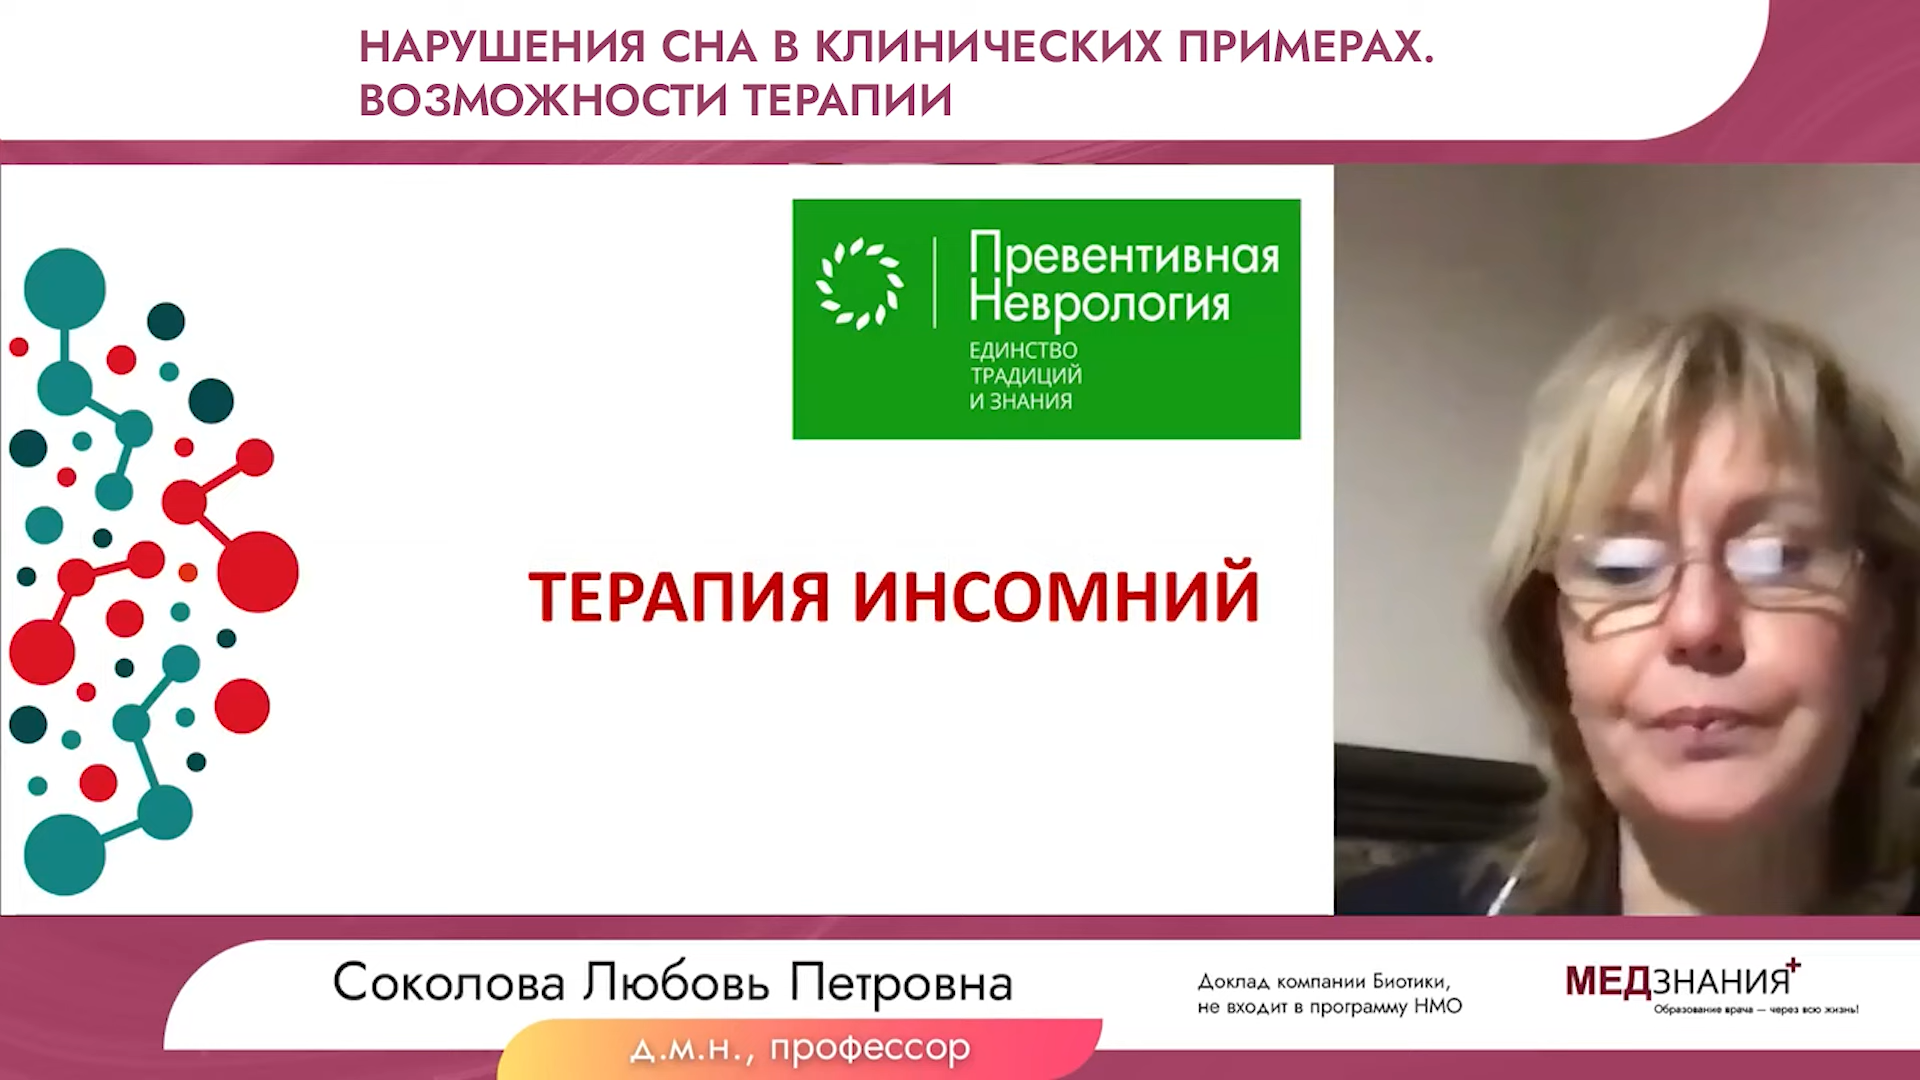 НАРУШЕНИЯ СНА В КЛИНИЧЕСКИХ ПРИМЕРАХ.
ВОЗМОЖНОСТИ ТЕРАПИИ
Превентивная
Неврология
ЕДИНСТВО
ТРАДИЦИЙ
И ЗНАНИЯ
ТЕРАПИЯ ИНСОМНИЙ
Соколова Любовь Петровна
д.м.н., профессор
Доклад компании Биотики,
не входит в программу НМО
МЕДЗНАНИЯ+
Образование врача — через всю жизнь!